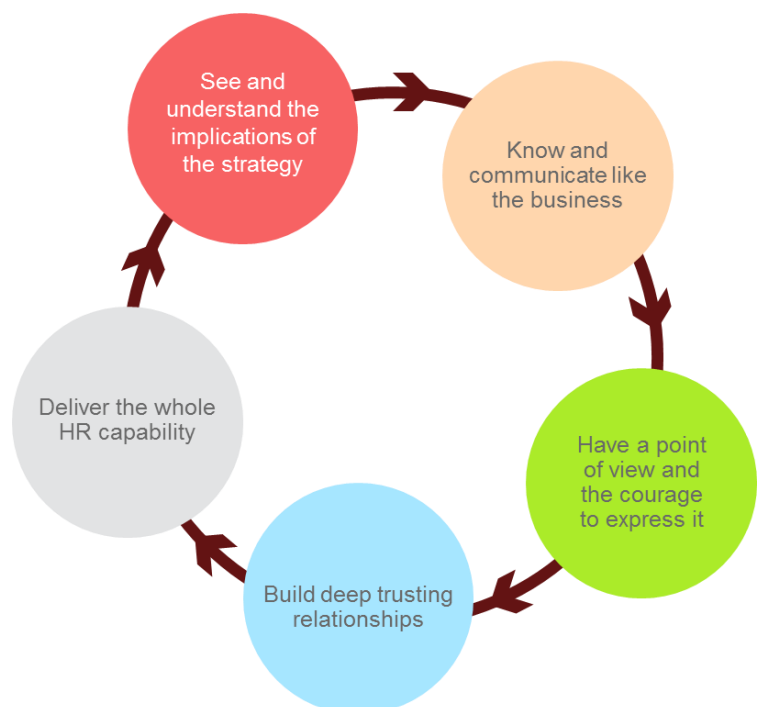 See and
understand the
implications of
the strategy
Know and
communicate like
the business
Have a point
of view and
the courage
to express it
Build deep trusting
relationships
Deliver the whole
HR capability